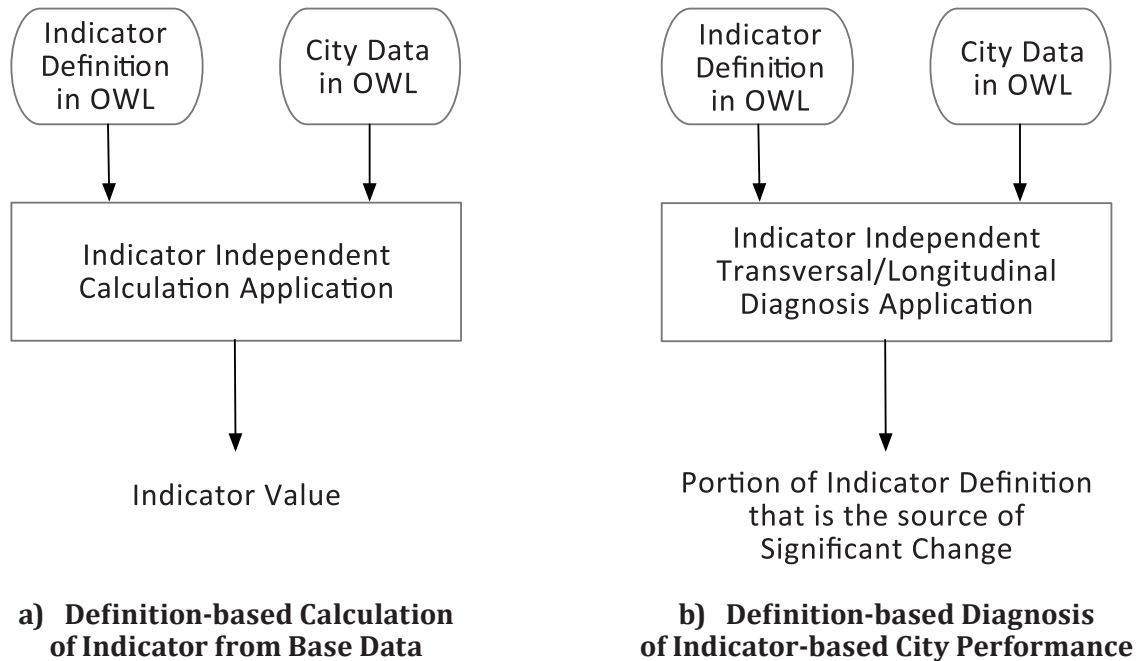 Indicator
Definition
in OWL
City Data
in OWL
Indicator Independent
Calculation Application
Indicator Value
a) Definition-based Calculation
of Indicator from Base Data
Indicator
Definition
in OWL
City Data
in OWL
Indicator Independent
Transversal/Longitudinal
Diagnosis Application
Portion of Indicator Definition
that is the source of
Significant Change
b) Definition-based Diagnosis
of Indicator-based City Performance